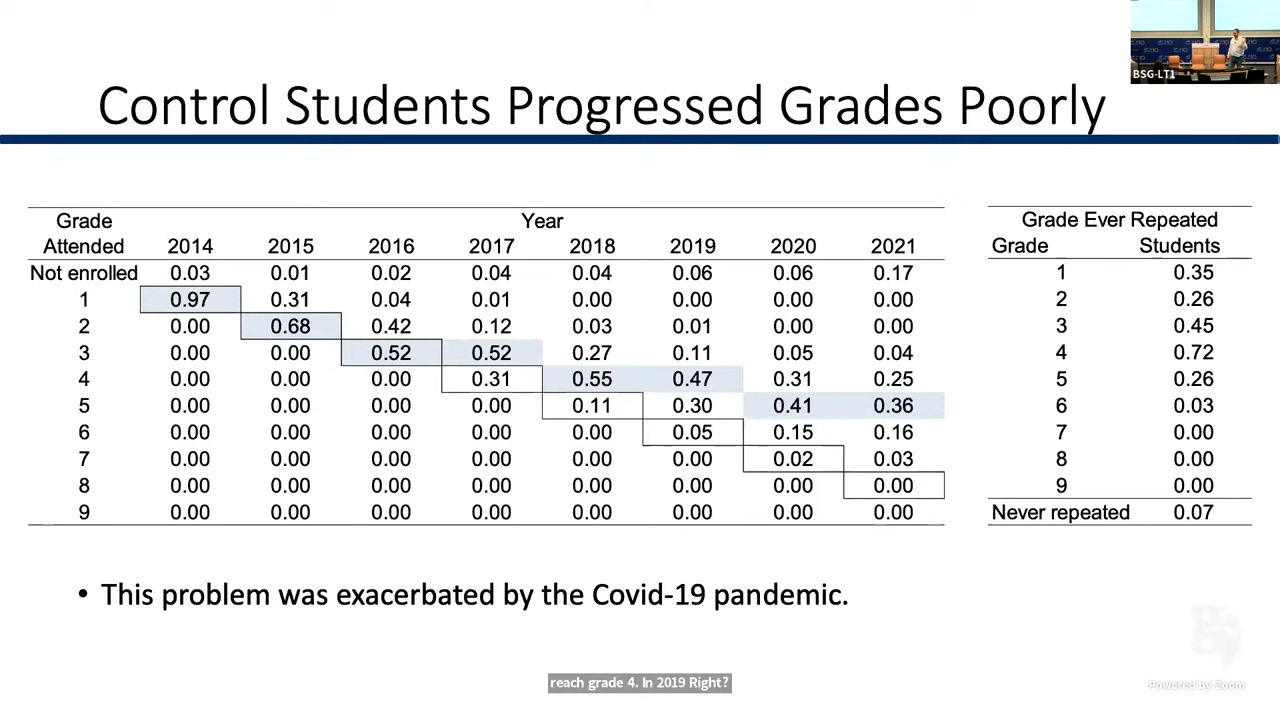 BSG-LT1
Control Students Progressed Grades Poorly
Grade Year
Attended 2014 2015 2016 2017 2018 2019 2020 2021
Not enrolled 0.03 0.01 0.02 0.04 0.04 0.06 0.06 0.17
1 0.97 0.31 0.04 0.01 0.00 0.00 0.00 0.00
2 0.00 0.68 0.42 0.12 0.03 0.01 0.00 0.00
3 0.00 0.00 0.52 0.52 0.27 0.11 0.05 0.04
4 0.00 0.00 0.00 0.31 0.55 0.47 0.31 0.25
5 0.00 0.00 0.00 0.00 0.11 0.30 0.41 0.36
6 0.00 0.00 0.00 0.00 0.00 0.05 0.15 0.16
7 0.00 0.00 0.00 0.00 0.00 0.00 0.02 0.03
8 0.00 0.00 0.00 0.00 0.00 0.00 0.00 0.00
9 0.00 0.00 0.00 0.00 0.00 0.00 0.00 0.00
Grade Ever Repeated
Grade Students
1 0.35
2 0.26
3 0.45
4 0.72
5 0.26
6 0.03
7 0.00
8 0.00
9 0.00
Never repeated 0.07
• This problem was exacerbated by the Covid-19 pandemic.
reach grade 4. In 2019 Right?
Powered by Zoom